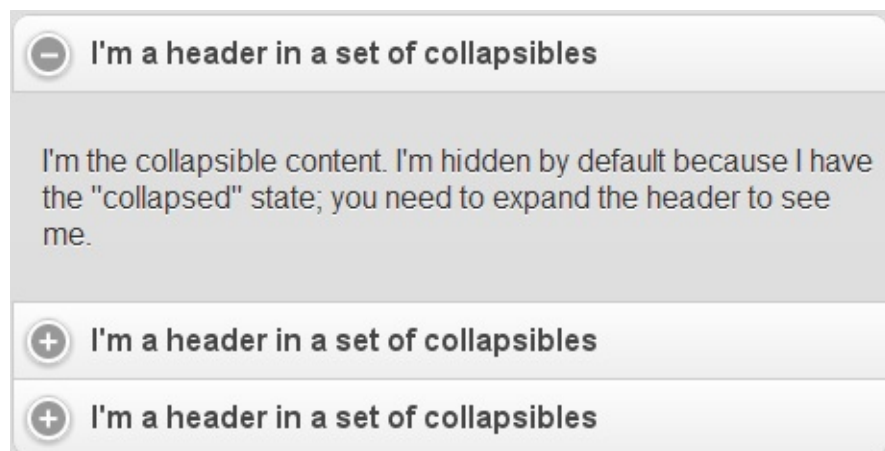 I'm a header in a set of collapsibles
I'm the collapsible content. I'm hidden by default because I have
the "collapsed" state; you need to expand the header to see
me.
I'm a header in a set of collapsibles
I'm a header in a set of collapsibles